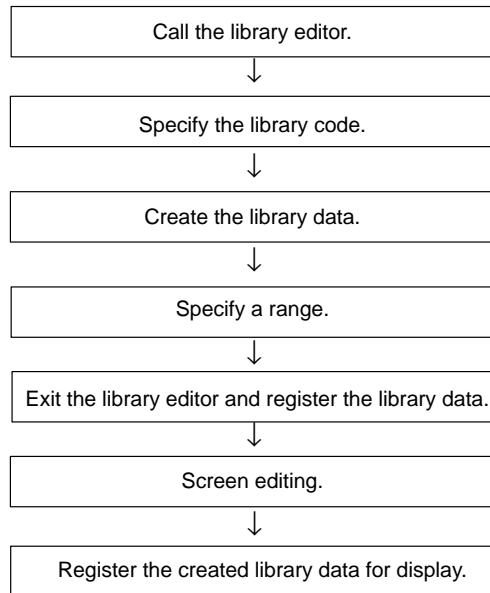 Call the library editor.
Specify the library code.
Create the library data.
Specify a range.
Exit the library editor and register the library data.
Screen editing.
Register the created library data for display.